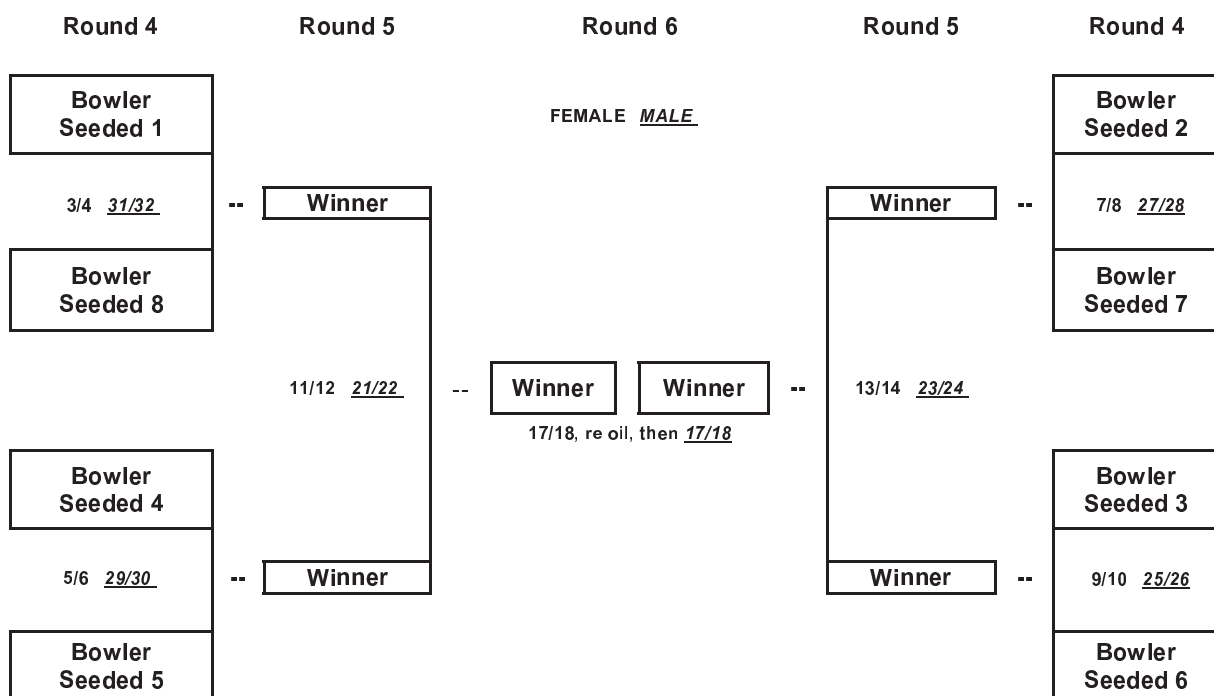 Round 4 Round 5 Round 6 Round 5 Round 4
Bowler
Seeded 1
FEMALE MALE
Bowler
Seeded 2
3/4 31/32 -- Winner
Winner -- 7/8 27/28
Bowler
Seeded 8
Bowler
Seeded 7
11/12 21/22 -- Winner Winner -- 13/14 23/24
17/18, re oil, then 17/18
Bowler
Seeded 4
Bowler
Seeded 3
5/6 29/30 -- Winner
Winner -- 9/10 25/26
Bowler
Seeded 5
Bowler
Seeded 6